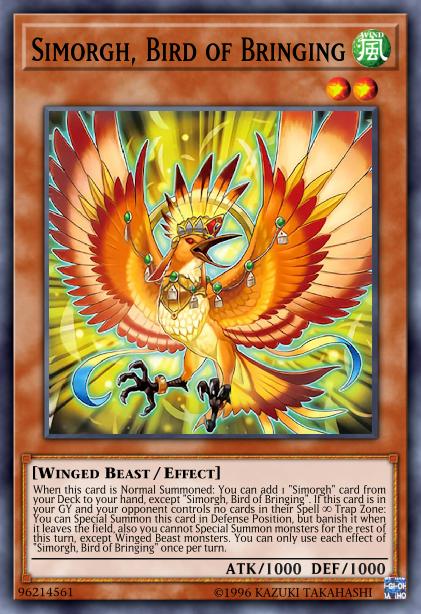 Simorgh, Bird of Bringing
WIND
風
[Winged Beast / Effect]
When this card is Normal Summoned: You can add 1 "Simorgh" card from
your Deck to your hand, except "Simorgh, Bird of Bringing". If this card is in
your GY and your opponent controls no cards in their Spell ∞ Trap Zone:
You can Special Summon this card in Defense Position, but banish it when
it leaves the field, also you cannot Special Summon monsters for the rest of
this turn, except Winged Beast monsters. You can only use each effect of
"Simorgh, Bird of Bringing" once per turn.
ATK/1000 DEF/1000
96214561
©1996 KAZUKI TAKAHASHI